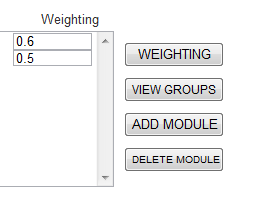 Weighting
0.6
0.5
WEIGHTING
VIEW GROUPS
ADD MODULE
DELETE MODULE